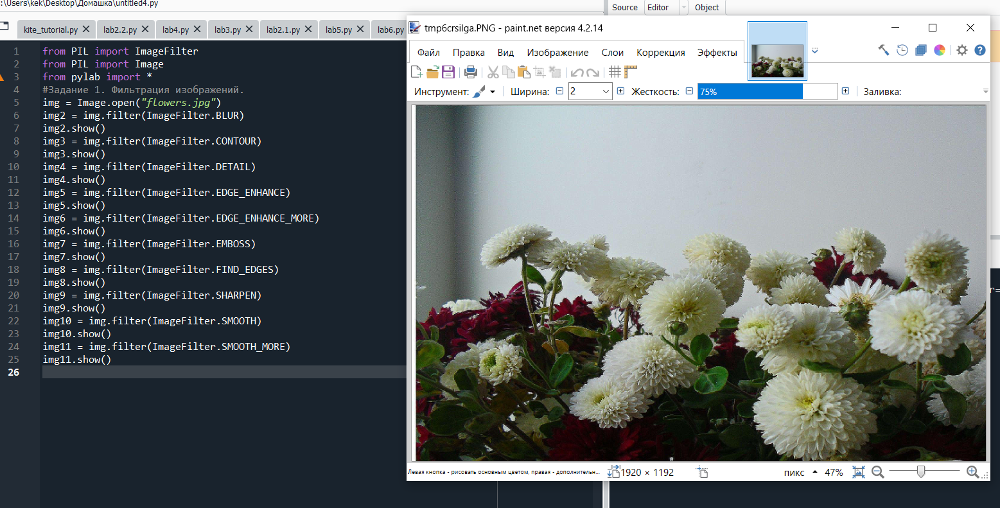 :\Users\kek\Desktop\Домашка\untitled4.py
kite_tutorial.py lab2.2.py lab4.py lab3.py lab2.1.py lab5.py lab6.py
1 from PIL import ImageFilter
2 from PIL import Image
3 from pylab import *
4 #Задание 1. Фильтрация изображений.
5 img = Image.open("flowers.jpg")
6 img2 = img.filter(ImageFilter.BLUR)
7 img2.show()
8 img3 = img.filter(ImageFilter.CONTOUR)
9 img3.show()
10 img4 = img.filter(ImageFilter.DETAIL)
11 img4.show()
12 img5 = img.filter(ImageFilter.EDGE_ENHANCE)
13 img5.show()
14 img6 = img.filter(ImageFilter.EDGE_ENHANCE_MORE)
15 img6.show()
16 img7 = img.filter(ImageFilter.EMBOSS)
17 img7.show()
18 img8 = img.filter(ImageFilter.FIND_EDGES)
19 img8.show()
20 img9 = img.filter(ImageFilter.SHARPEN)
21 img9.show()
22 img10 = img.filter(ImageFilter.SMOOTH)
23 img10.show()
24 img11 = img.filter(ImageFilter.SMOOTH_MORE)
25 img11.show()
26
Source Editor Object
tmp6crsilga.PNG - paint.net версия 4.2.14
Файл Правка Вид Изображение Слои Коррекция Эффекты
Инструмент: Ширина: 2 Жесткость: 75% Заливка:
r=
Левая кнопка - рисовать основным цветом, правая - дополнительн... 1920 × 1192 пикс 47%